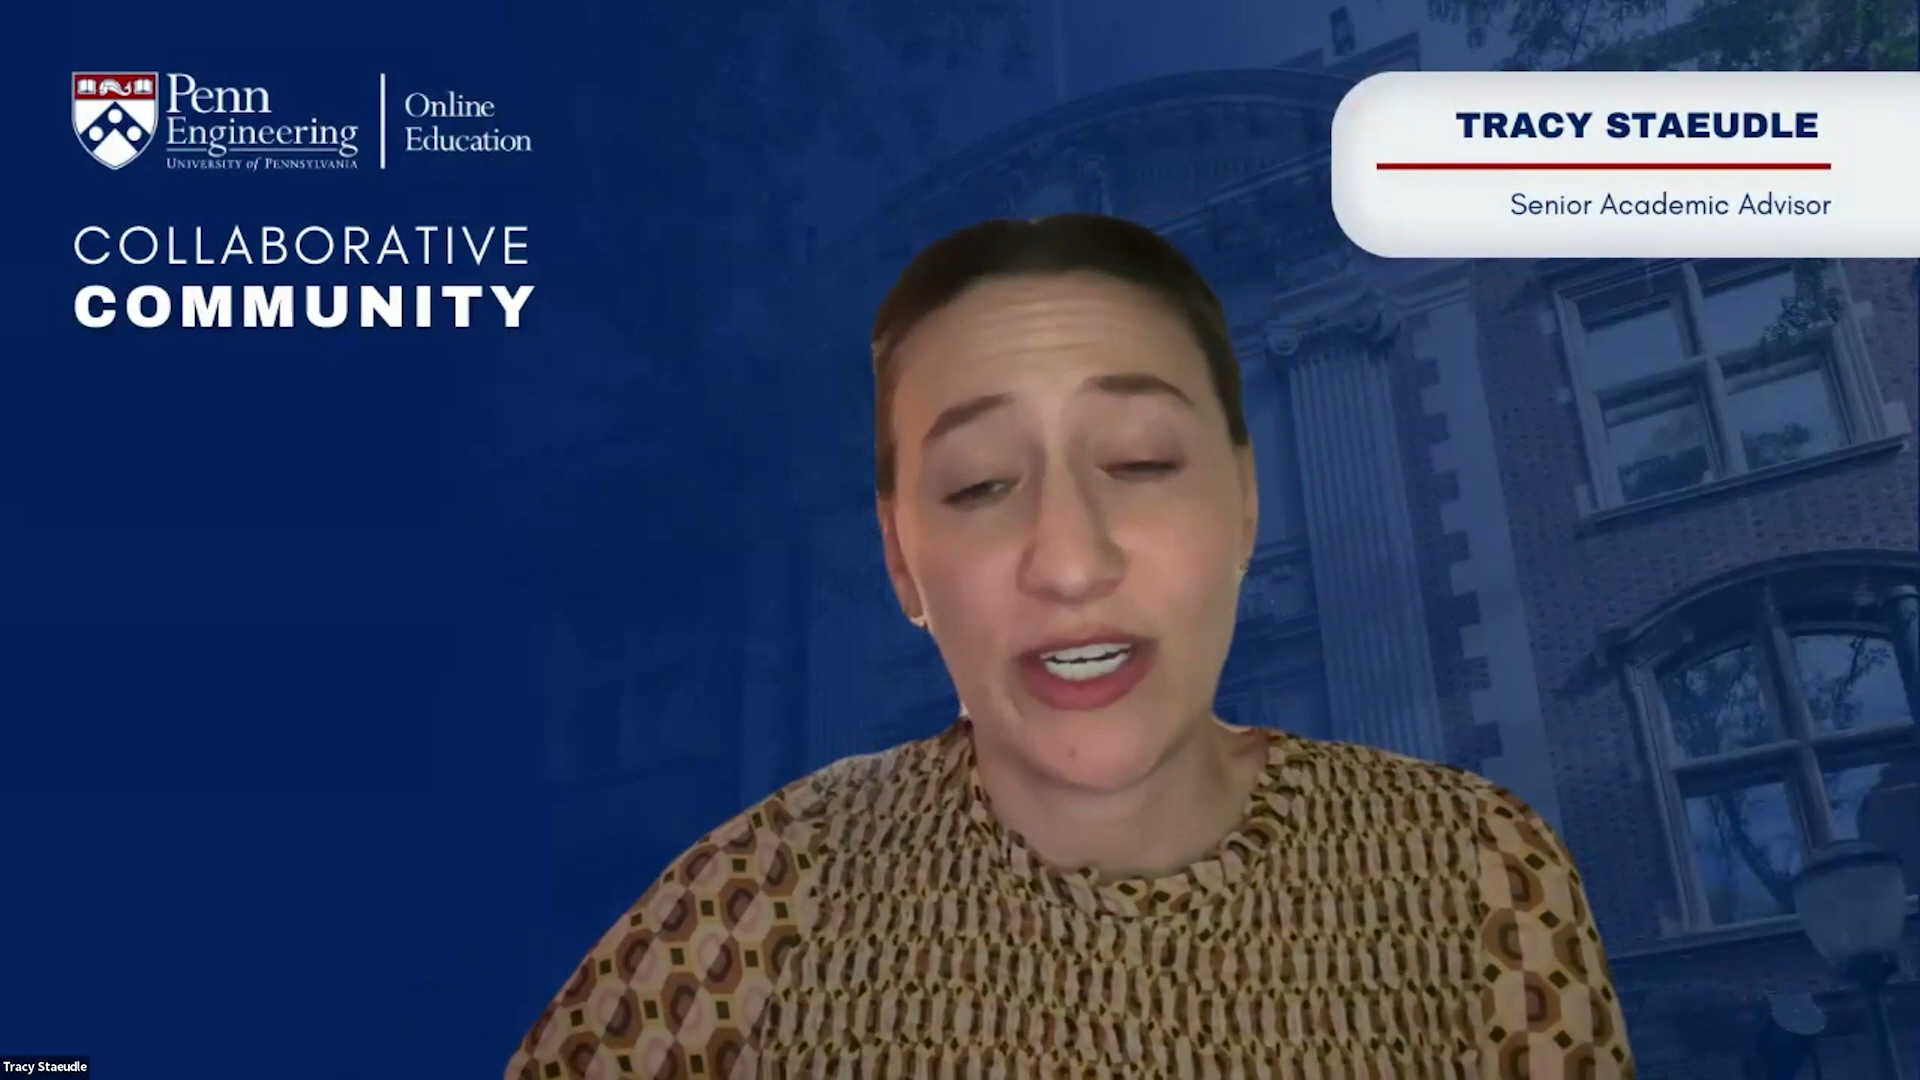 Penn
Engineering
UNIVERSITY of PENNSYLVANIA
Online
Education
COLLABORATIVE
COMMUNITY
TRACY STAEUDLE
Senior Academic Advisor
Tracy Staeudle